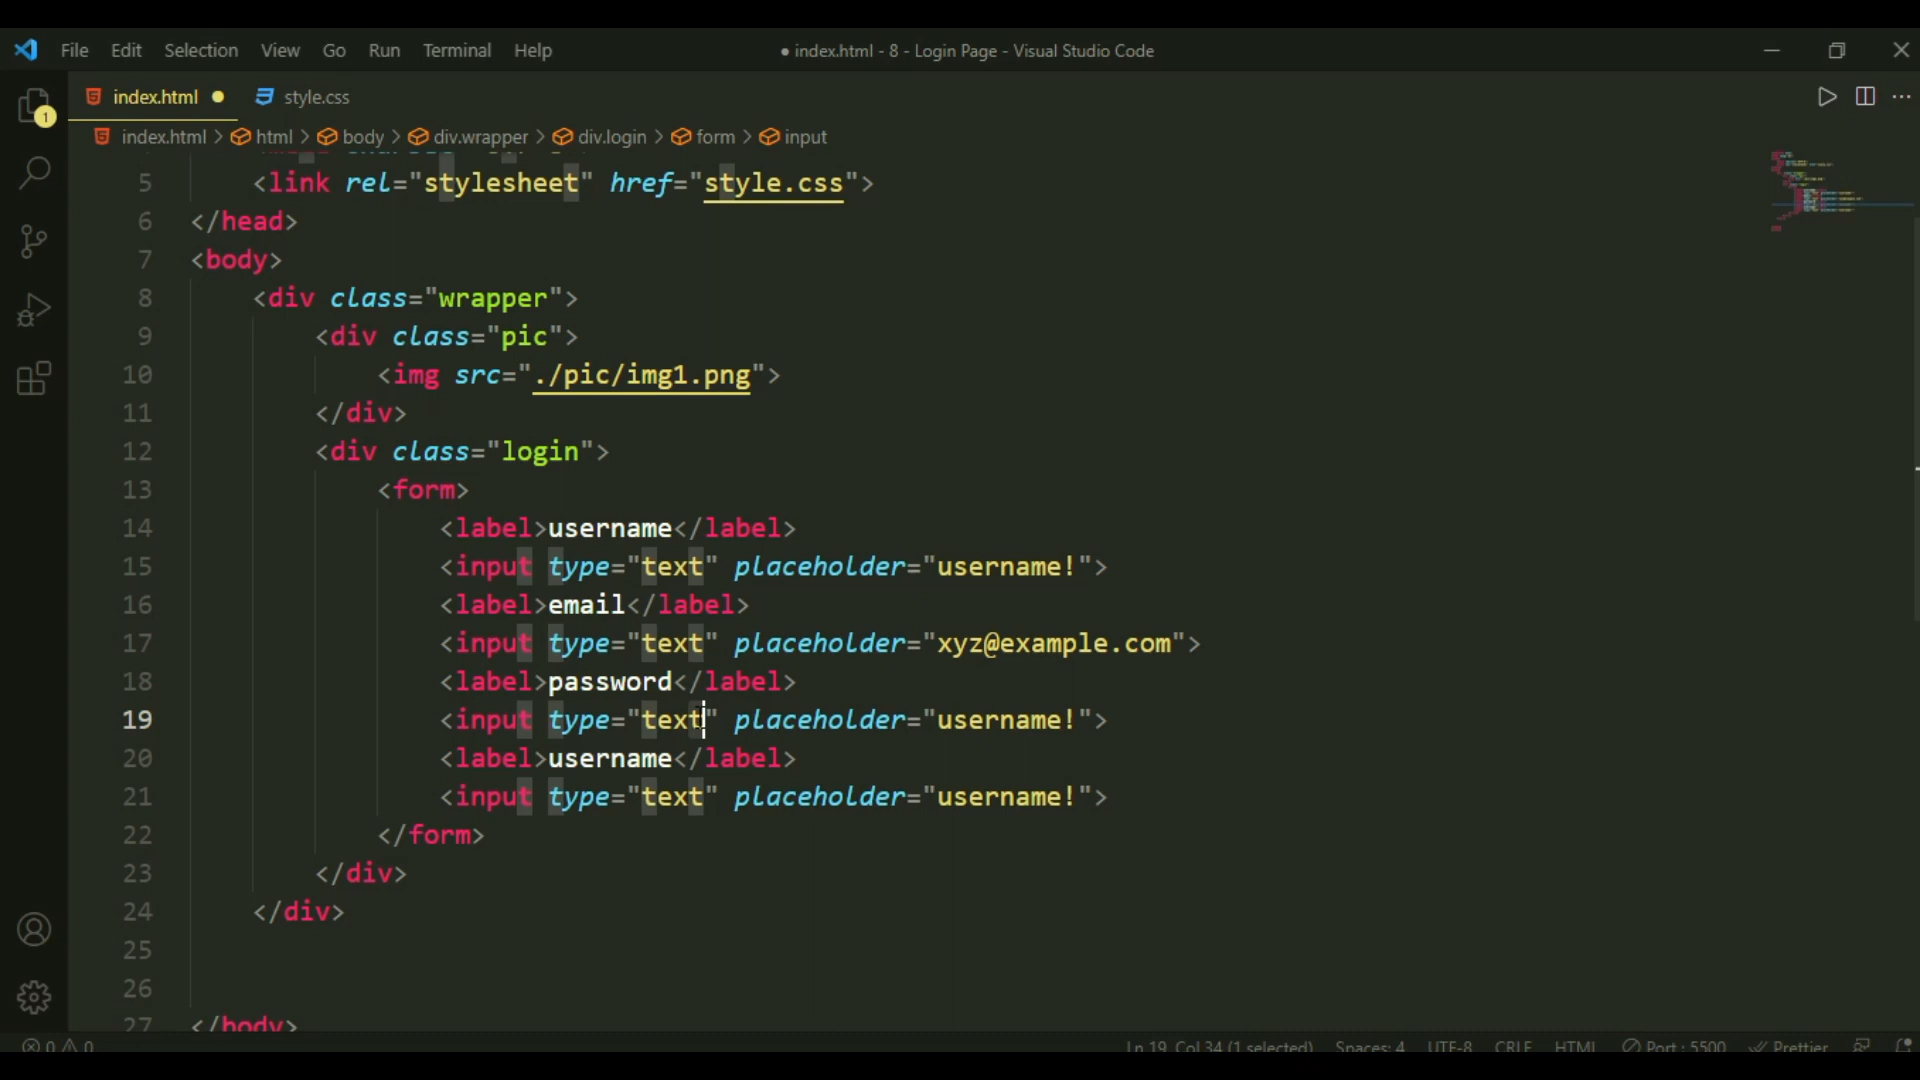 File Edit Selection View Go Run Terminal Help ● index.html - 8 - Login Page - Visual Studio Code
index.html ● style.css
1
index.html > html > body > div.wrapper > div.login > form > input
5 <link rel="stylesheet" href="style.css">
6 </head>
7 <body>
8 <div class="wrapper">
9 <div class="pic">
10 <img src="./pic/img1.png">
11 </div>
12 <div class="login">
13 <form>
14 <label>username</label>
15 <input type="text" placeholder="username!">
16 <label>email</label>
17 <input type="text" placeholder="xyz@example.com">
18 <label>password</label>
19 <input type="text" placeholder="username!">
20 <label>username</label>
21 <input type="text" placeholder="username!">
22 </form>
23 </div>
24 </div>
25
26
27 </body>
0 0 Ln 19, Col 34 (1 selected) Spaces: 4 UTF-8 CRLF HTML Port : 5500 Prettier